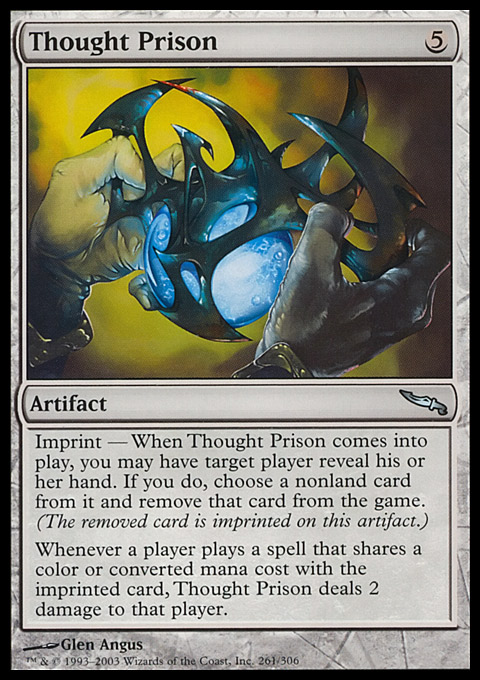 Thought Prison 5
Artifact
Imprint — When Thought Prison comes into
play, you may have target player reveal his or
her hand. If you do, choose a nonland card
from it and remove that card from the game.
(The removed card is imprinted on this artifact.)
Whenever a player plays a spell that shares a
color or converted mana cost with the
imprinted card, Thought Prison deals 2
damage to that player.
Glen Angus
™ & © 1993–2003 Wizards of the Coast, Inc. 261/306